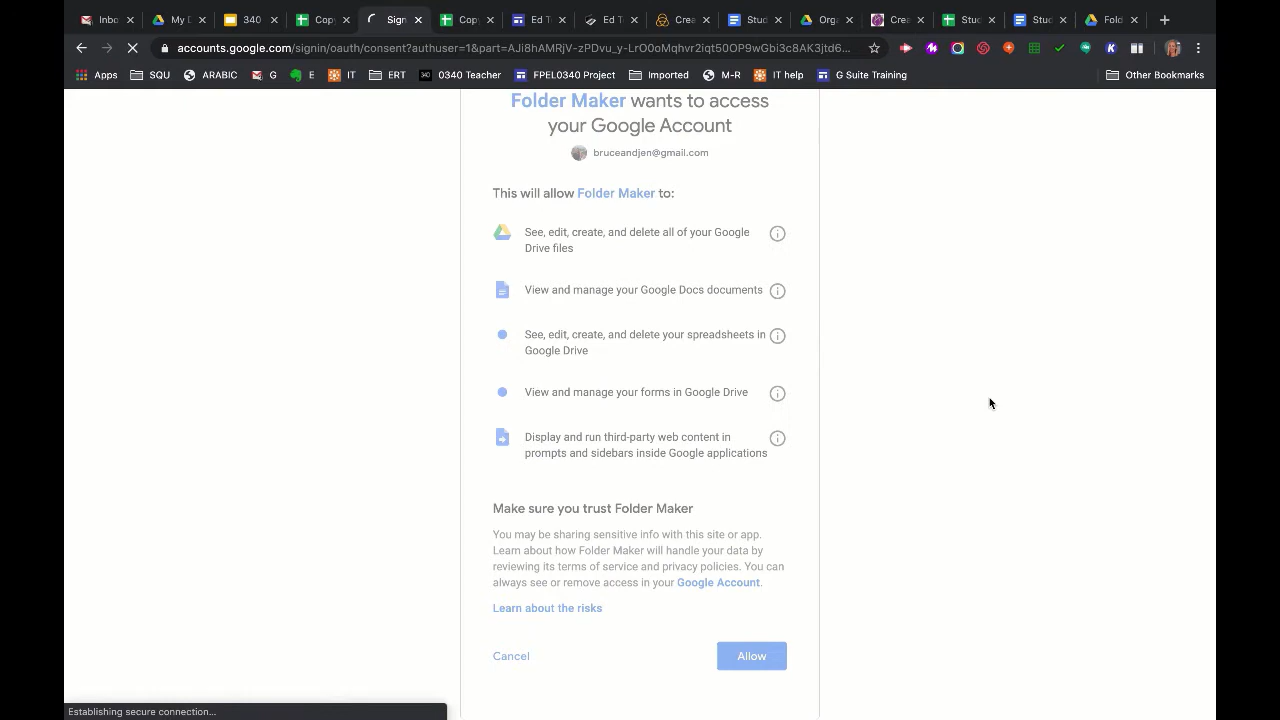 Inbo
My D
340
Copy
Sign
Copy
Ed T
Ed T
Crea
Stud
Orga
Crea
Stud
Stud
Fold
accounts.google.com/signin/oauth/consent?authuser=1&part=AJi8hAMRjV-zPDvu_y-LrO0oMqhvr2iqt50OP9wGbi3c8AK3jtd6...
Apps SQU ARABIC G E IT ERT 0340 Teacher FPEL0340 Project Imported M-R IT help G Suite Training Other Bookmarks
Folder Maker wants to access
your Google Account
bruceandjen@gmail.com
This will allow Folder Maker to:
See, edit, create, and delete all of your Google
Drive files
View and manage your Google Docs documents
See, edit, create, and delete your spreadsheets in
Google Drive
View and manage your forms in Google Drive
Display and run third-party web content in
prompts and sidebars inside Google applications
Make sure you trust Folder Maker
You may be sharing sensitive info with this site or app.
Learn about how Folder Maker will handle your data by
reviewing its terms of service and privacy policies. You can
always see or remove access in your Google Account.
Learn about the risks
Cancel
Allow
Establishing secure connection...